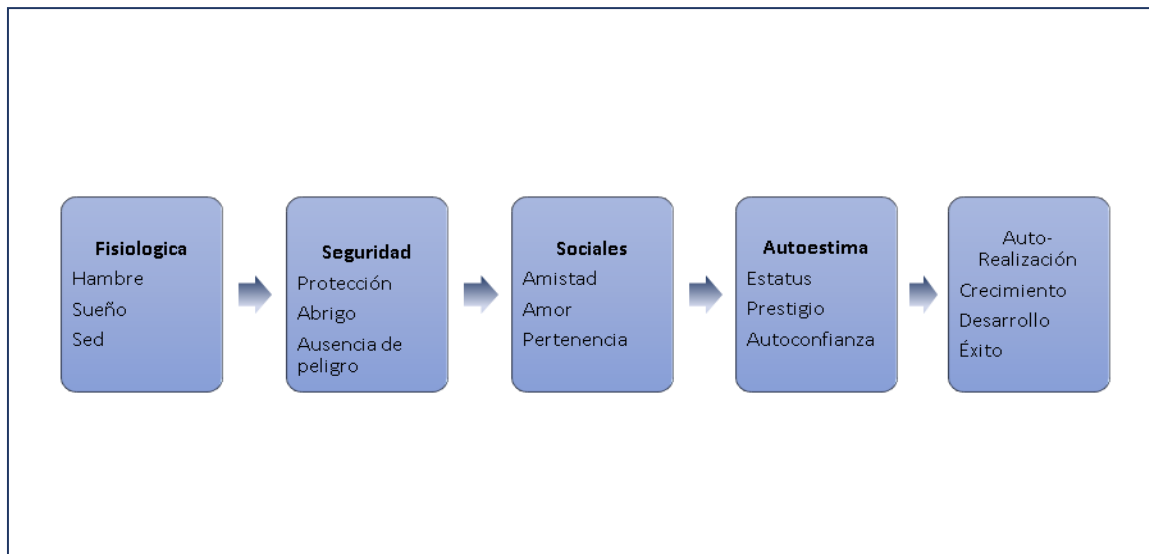 Fisiologica
Hambre
Sueño
Sed
Seguridad
Protección
Abrigo
Ausencia de
peligro
Sociales
Amistad
Amor
Pertenencia
Autoestima
Estatus
Prestigio
Autoconfianza
Auto-
Realización
Crecimiento
Desarrollo
Éxito